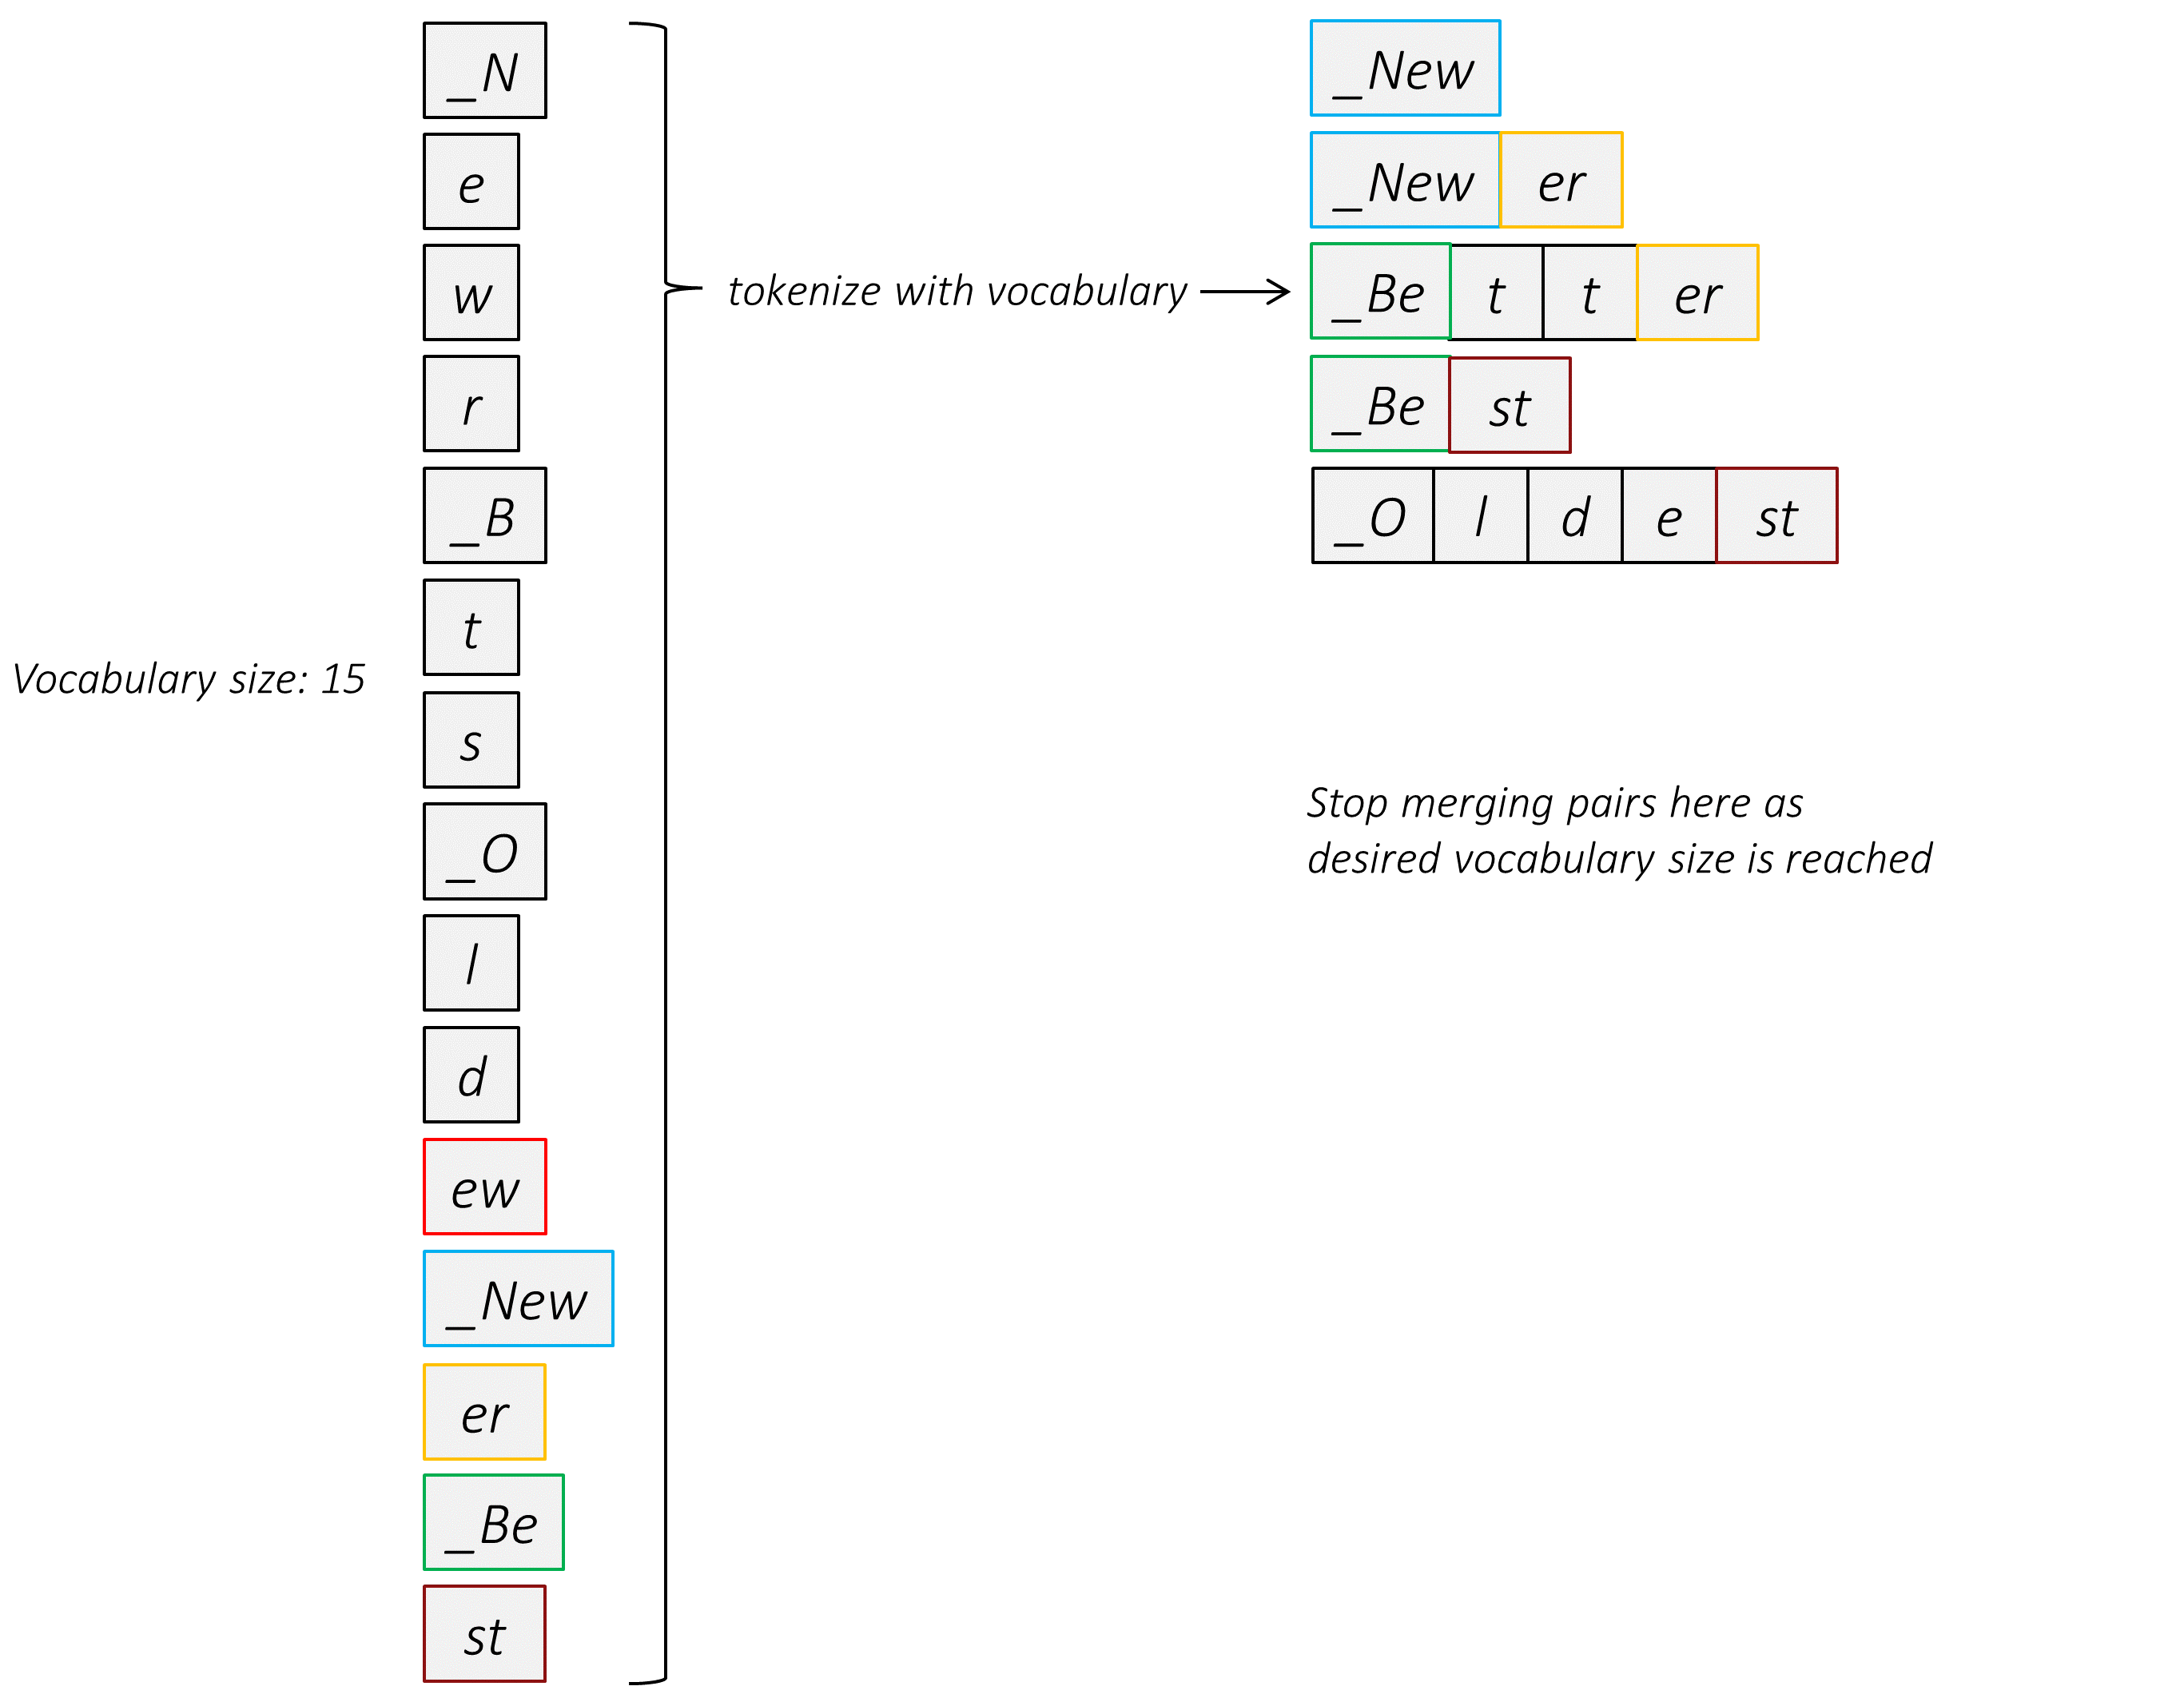 _N
e
w
r
_B
t
s
_O
l
d
ew
_New
er
_Be
st
Vocabulary size: 15
tokenize with vocabulary
_New
_New er
_Be t t er
_Be st
_O l d e st
Stop merging pairs here as
desired vocabulary size is reached